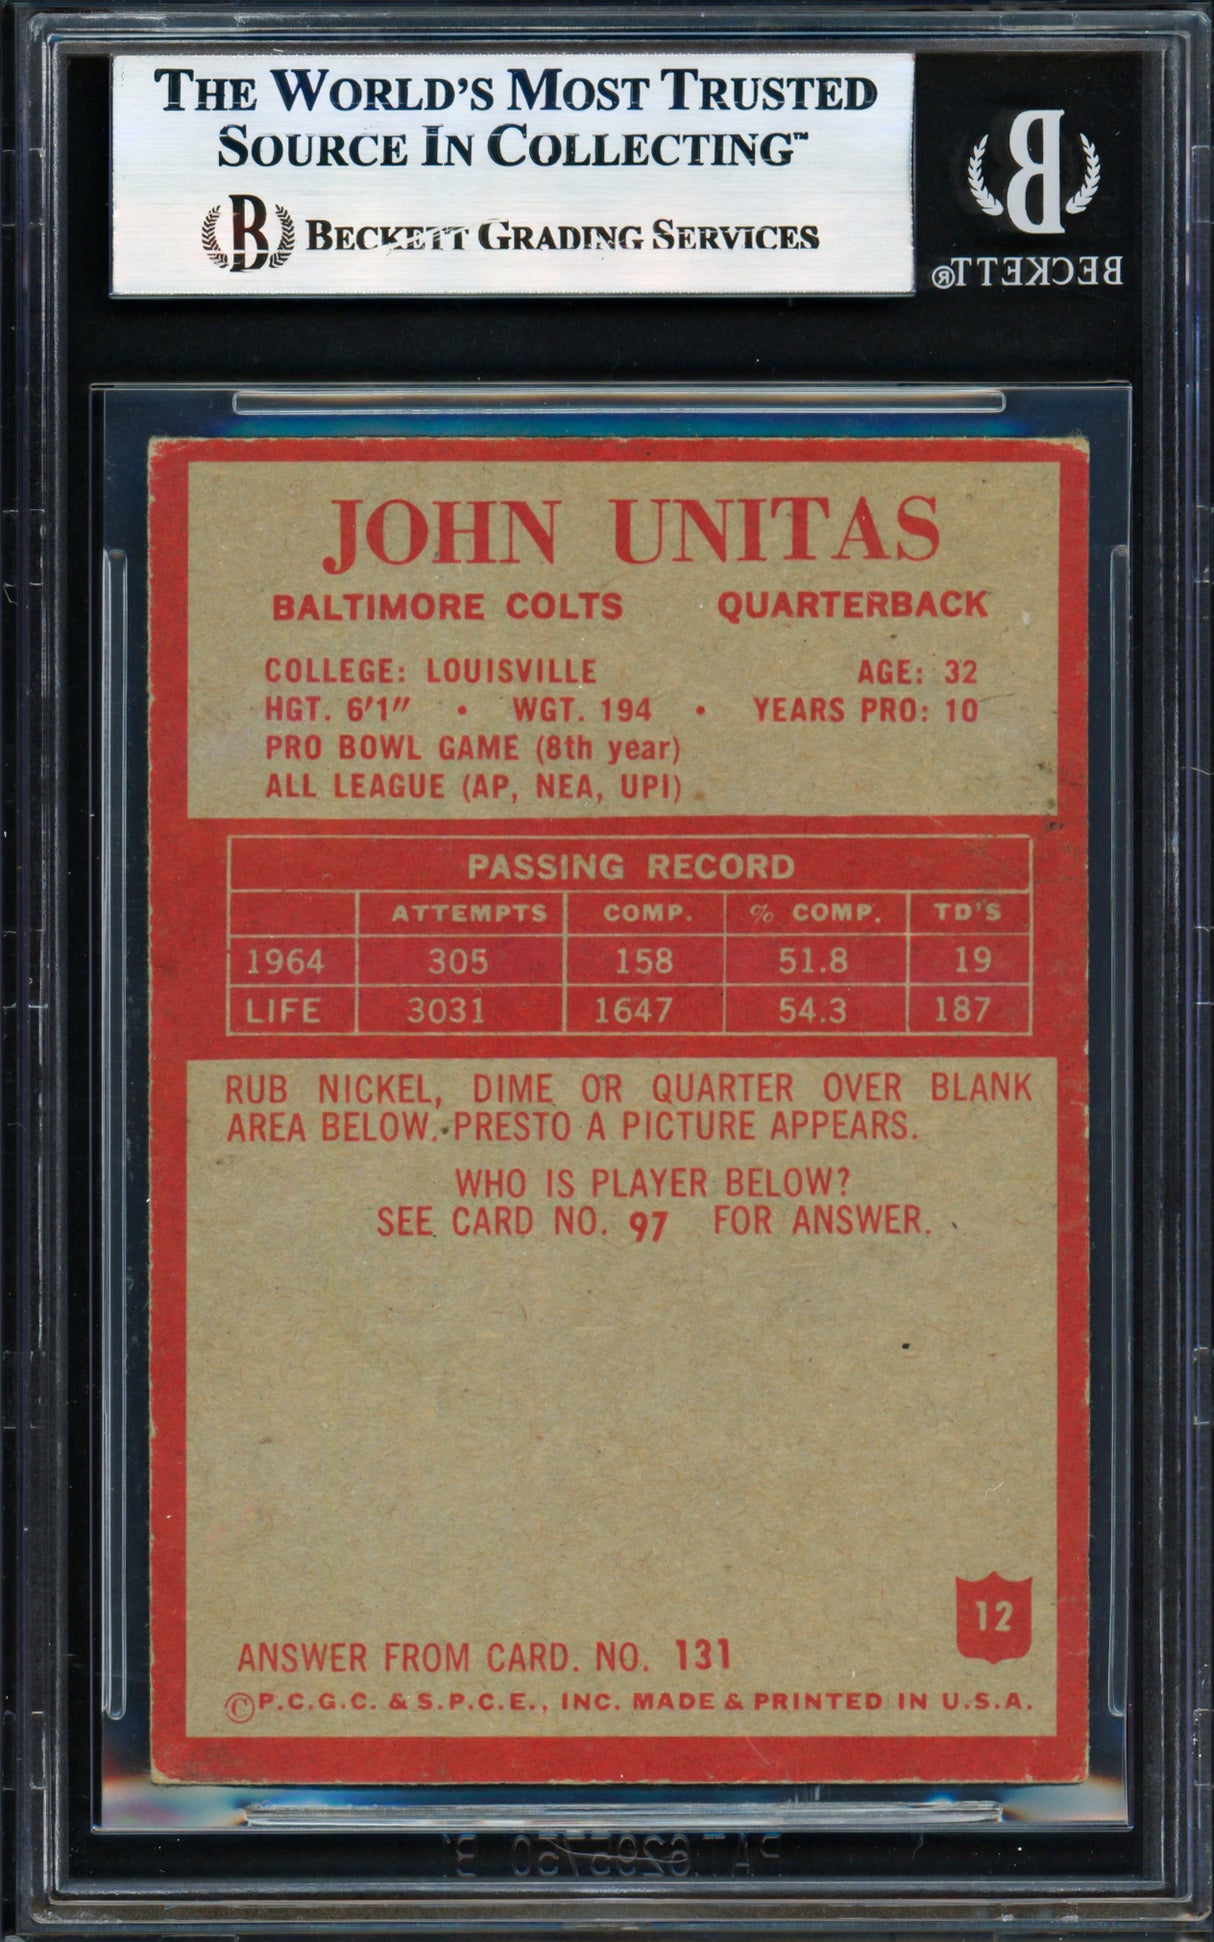 THE WORLD'S MOST TRUSTED
SOURCE IN COLLECTING™
B BECKETT GRADING SERVICES
B
BECKETT®
JOHN UNITAS
BALTIMORE COLTS QUARTERBACK
COLLEGE: LOUISVILLE AGE: 32
HGT. 6'1" • WGT. 194 • YEARS PRO: 10
PRO BOWL GAME (8th year)
ALL LEAGUE (AP, NEA, UPI)
PASSING RECORD
ATTEMPTS COMP. % COMP. TD'S
1964 305 158 51.8 19
LIFE 3031 1647 54.3 187
RUB NICKEL, DIME OR QUARTER OVER BLANK
AREA BELOW. PRESTO A PICTURE APPEARS.
WHO IS PLAYER BELOW?
SEE CARD NO. 97 FOR ANSWER.
12
ANSWER FROM CARD. NO. 131
©P.C.G.C. & S.P.C.E., INC. MADE & PRINTED IN U.S.A.